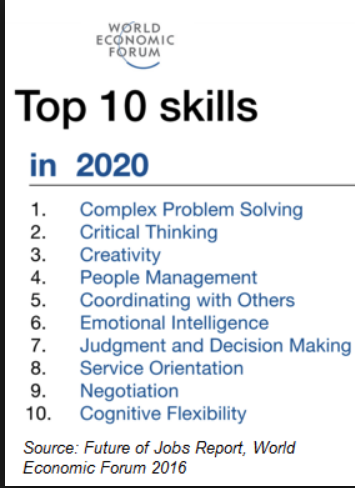 WORLD
ECONOMIC
FORUM
Top 10 skills
in 2020
1. Complex Problem Solving
2. Critical Thinking
3. Creativity
4. People Management
5. Coordinating with Others
6. Emotional Intelligence
7. Judgment and Decision Making
8. Service Orientation
9. Negotiation
10. Cognitive Flexibility
Source: Future of Jobs Report, World
Economic Forum 2016